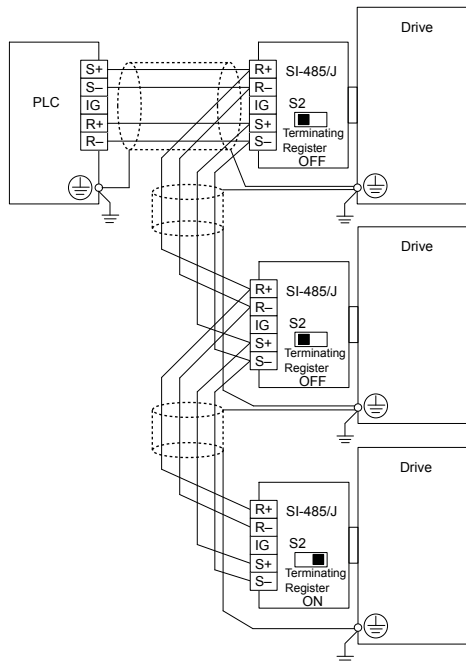 PLC
S+
S–
IG
R+
R–
R+
R–
IG
S+
S–
SI-485/J
S2
Terminating
Register
OFF
Drive
R+
R–
IG
S+
S–
SI-485/J
S2
Terminating
Register
OFF
Drive
R+
R–
IG
S+
S–
SI-485/J
S2
Terminating
Register
ON
Drive